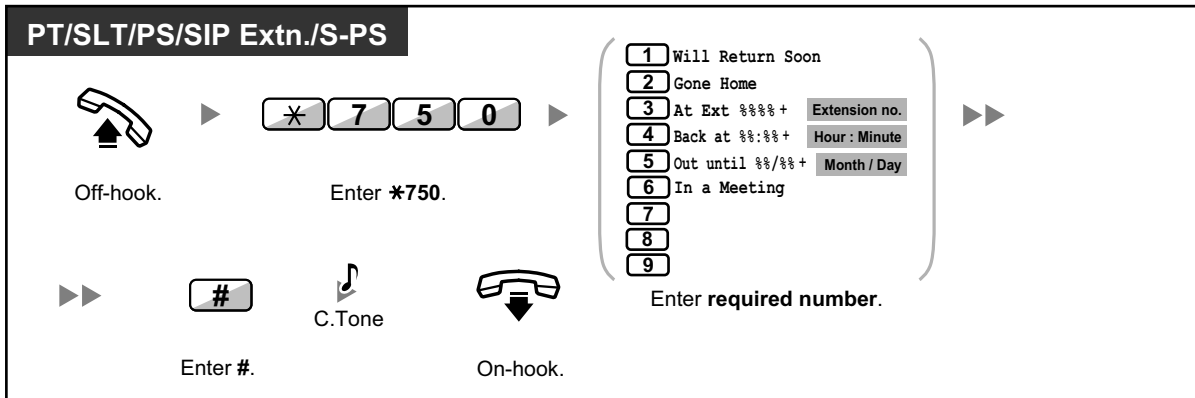 PT/SLT/PS/SIP Extn./S-PS
Off-hook.
* 7 5 0
Enter *750.
1 Will Return Soon
2 Gone Home
3 At Ext %%%% + Extension no.
4 Back at %%:%% + Hour : Minute
5 Out until %%/%% + Month / Day
6 In a Meeting
7
8
9
Enter required number.
#
Enter #.
C.Tone
On-hook.